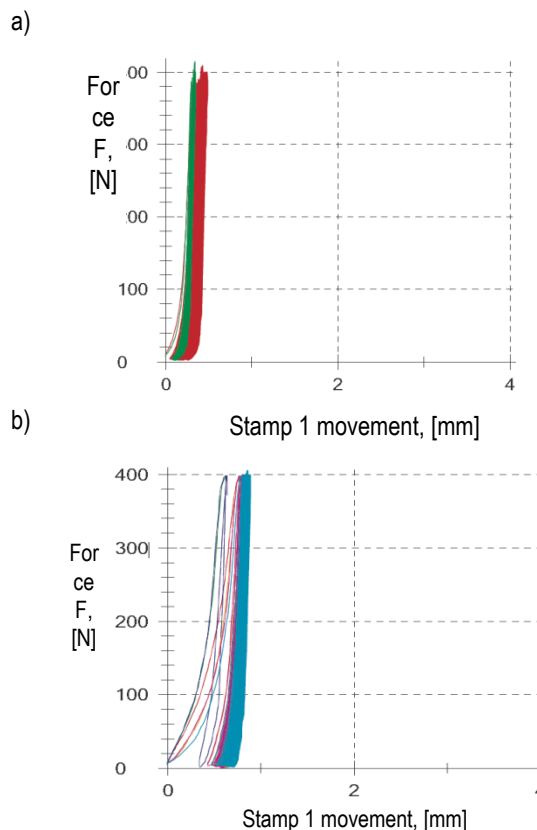 a)
For
ce
F,
[N]
00
00
00
100
0
0
2
4
Stamp 1 movement, [mm]
b)
400
For
ce
F,
[N]
300
200
100
0
0
2
Stamp 1 movement, [mm]